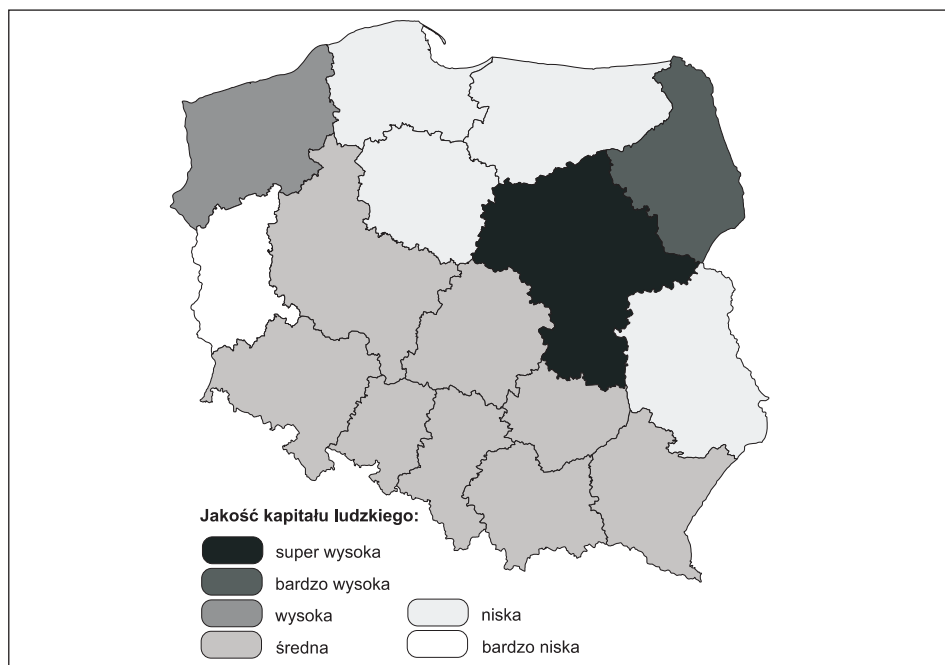 Jakość kapitału ludzkiego:
super wysoka
bardzo wysoka
wysoka
średna
niska
bardzo niska